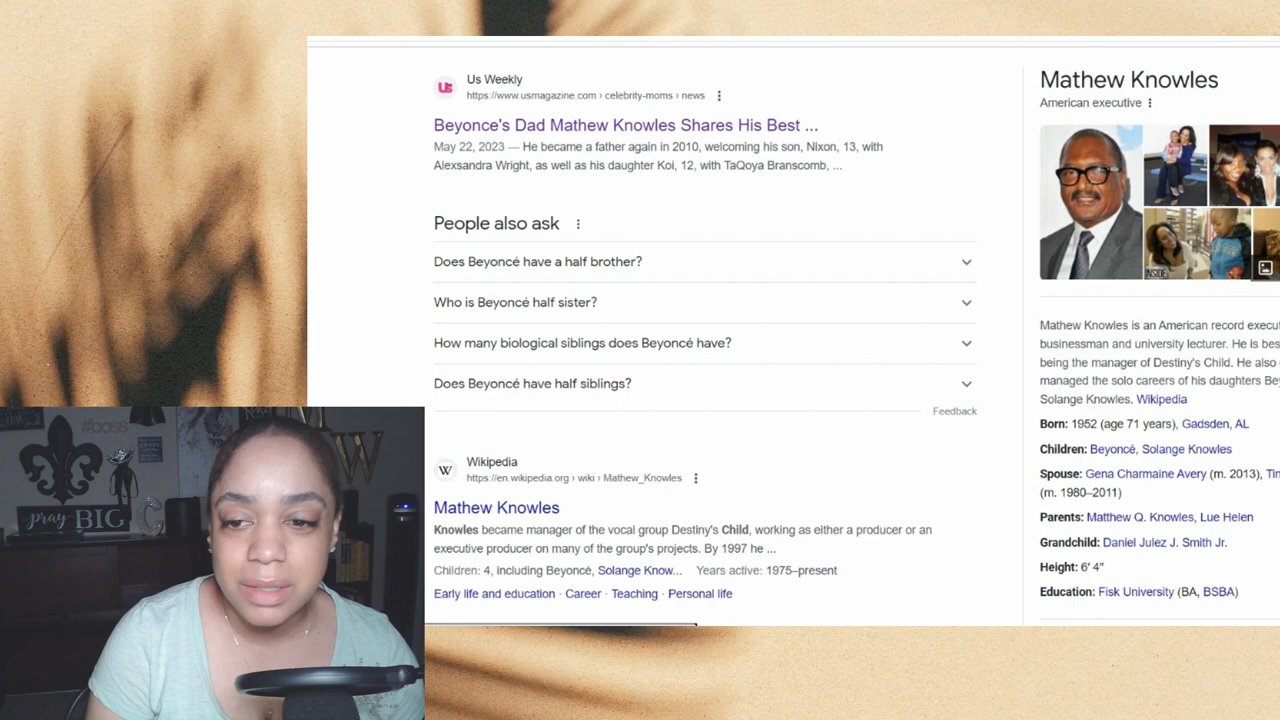 Us Weekly
https://www.usmagazine.com › celebrity-moms › news
Beyonce's Dad Mathew Knowles Shares His Best ...
May 22, 2023 — He became a father again in 2010, welcoming his son, Nixon, 13, with
Alexsandra Wright, as well as his daughter Koi, 12, with TaQoya Branscomb, ...
People also ask
Does Beyoncé have a half brother?
Who is Beyoncé half sister?
How many biological siblings does Beyoncé have?
Does Beyoncé have half siblings?
Feedback
W
Wikipedia
https://en.wikipedia.org › wiki › Mathew_Knowles
Mathew Knowles
Knowles became manager of the vocal group Destiny's Child, working as either a producer or an
executive producer on many of the group's projects. By 1997 he ...
Children: 4, including Beyoncé, Solange Know... Years active: 1975–present
Early life and education · Career · Teaching · Personal life
Mathew Knowles
American executive
INSIDE
Mathew Knowles is an American record execu
businessman and university lecturer. He is bes
being the manager of Destiny's Child. He also
managed the solo careers of his daughters Bey
Solange Knowles. Wikipedia
Born: 1952 (age 71 years), Gadsden, AL
Children: Beyoncé, Solange Knowles
Spouse: Gena Charmaine Avery (m. 2013), Tin
(m. 1980–2011)
Parents: Matthew Q. Knowles, Lue Helen
Grandchild: Daniel Julez J. Smith Jr.
Height: 6′ 4″
Education: Fisk University (BA, BSBA)
#boss
pray BIG
C
M
W